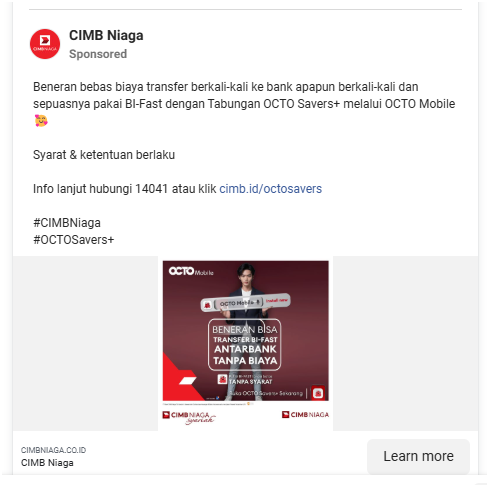 CIMB Niaga
Sponsored
Beneran bebas biaya transfer berkali-kali ke bank apapun berkali-kali dan
sepuasnya pakai BI-Fast dengan Tabungan OCTO Savers+ melalui OCTO Mobile
🥰
Syarat & ketentuan berlaku
Info lanjut hubungi 14041 atau klik cimb.id/octosavers
#CIMBNiaga
#OCTOSavers+
OCTO Mobile
OCTO Mobile
Install now
BENERAN BISA
TRANSFER BI-FAST
ANTARBANK
TANPA BIAYA
TANPA SYARAT
Buka OCTO Savers+ Sekarang
CIMB NIAGA
syariah
CIMB NIAGA
CIMBNIAGA.CO.ID
CIMB Niaga
Learn more